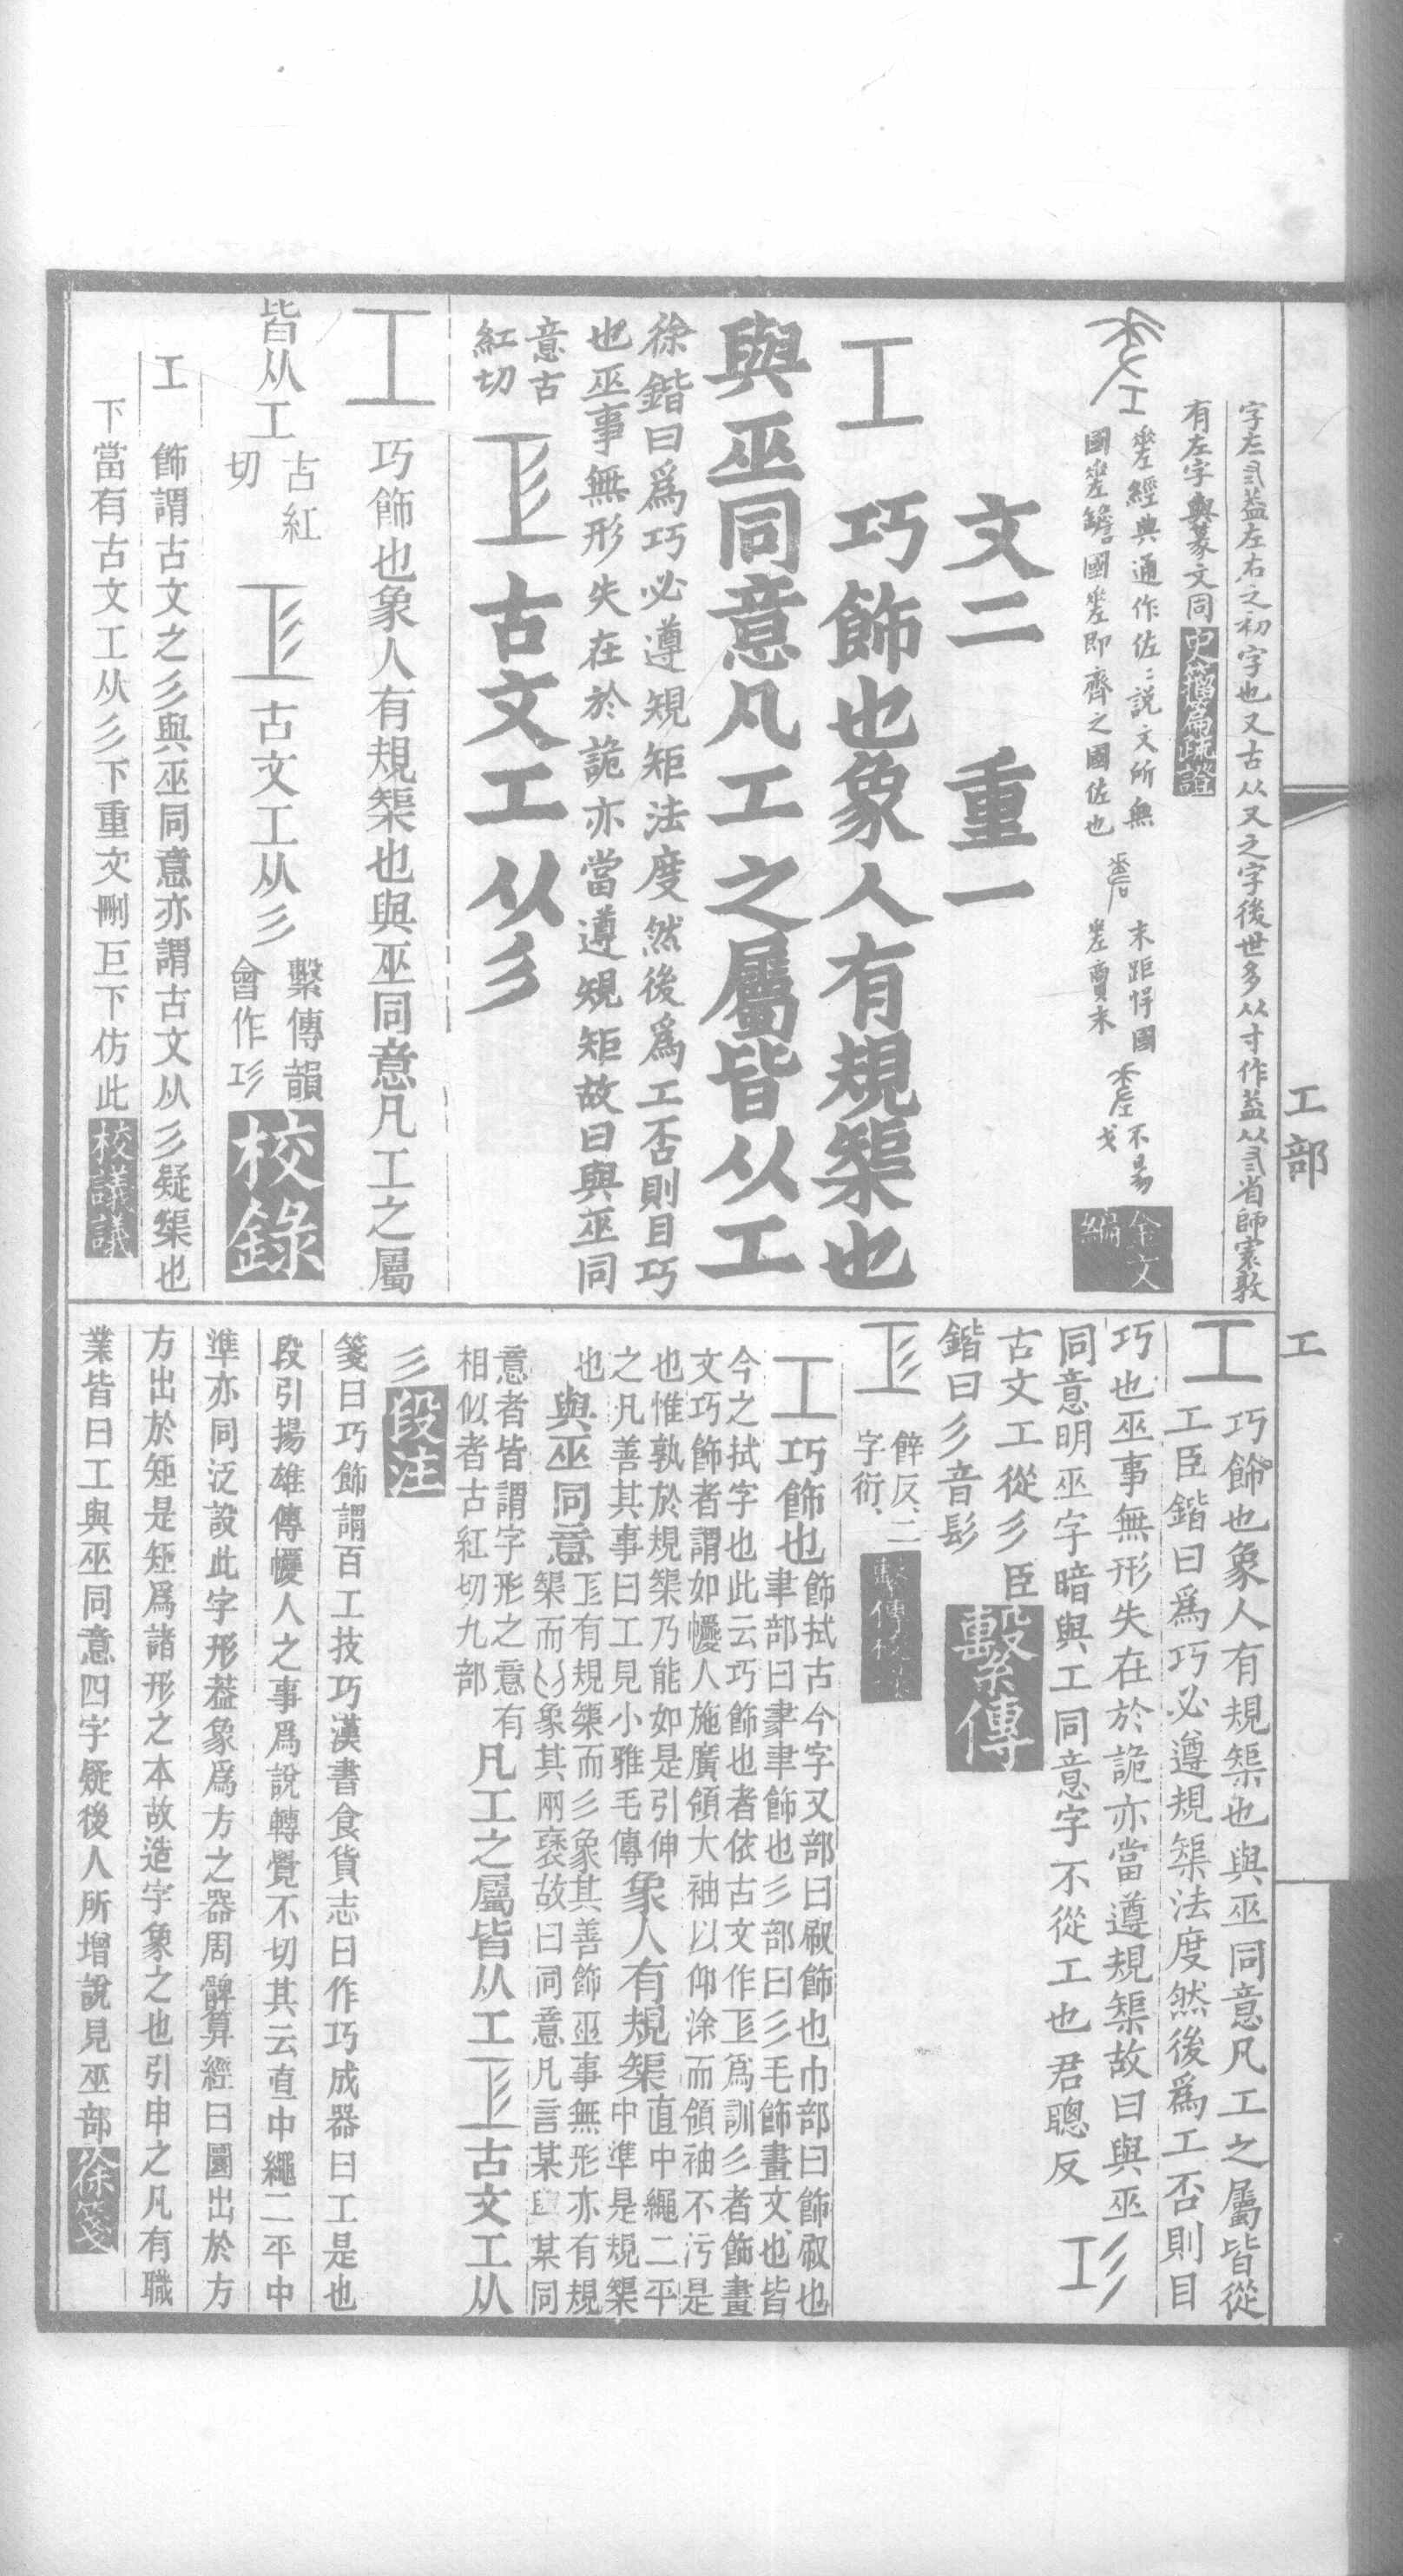 字左弎葢左右之初字也又古从又之字後世多从寸作葢从弎省師寰敦
有左字與篆文同
史籀篇疏證
𢀩經典通作佐說文所無
國𢀩𦉜國𢀩即齊之國佐也
末距悍國
𢀩商末
不昜
戈
金文
編
文二 重一
工 巧飾也象人有規榘也
與巫同意凡工之屬皆从工
徐鍇曰爲巧必遵規矩法度然後爲工否則目巧
也巫事無形失在於詭亦當遵規矩故曰與巫同
意古
紅切
𢒄 古文工从彡
工 巧飾也象人有規榘也與巫同意凡工之屬
皆从工
古紅
切
𢒄 古文工从彡
繫傳韻
會作𢒄
校錄
工 飾謂古文之彡與巫同意亦謂古文从彡疑榘也
下當有古文工从彡下重文刪巨下仿此
校議議
工部 工
工 巧飾也象人有規榘也與巫同意凡工之屬皆從
工臣鍇曰爲巧必遵規榘法度然後爲工否則目
巧也巫事無形失在於詭亦當遵規榘故曰與巫
同意明巫字暗與工同意字不從工也君聰反 𢒄
古文工從彡臣
鍇曰彡音髟
繫傳
𢒄
辥反二
字衍
繫傳校
工 巧飾也
飾拭古今字又部曰㕞飾也巾部曰飾㕞也
聿部曰𦘔聿飾也彡部曰彡毛飾畫文也皆
今之拭字也此云巧飾也者依古文作𢒄爲訓彡者飾畫
文巧飾者謂如幔人施廣領大袖以仰涂而領袖不污是
也惟孰於規榘乃能如是引伸
之凡善其事曰工見小雅毛傳
象人有規榘
直中繩二平
中準是規榘
也
與巫同意
𢒄有規榘而彡象其善飾巫事無形亦有規
榘而𠆢象其兩褎故曰同意凡言某與某同
意者皆謂字形之意有
相似者古紅切九部
凡工之屬皆从工 𢒄 古文工从
彡
段注
箋曰巧飾謂百工技巧漢書食貨志曰作巧成器曰工是也
段引揚雄傳幔人之事爲說轉覺不切其云直中繩二平中
準亦同泛設此字形葢象爲方之器周髀算經曰圜出於方
方出於矩是矩爲諸形之本故造字象之也引申之凡有職
業皆曰工與巫同意四字疑後人所增說見巫部
徐箋